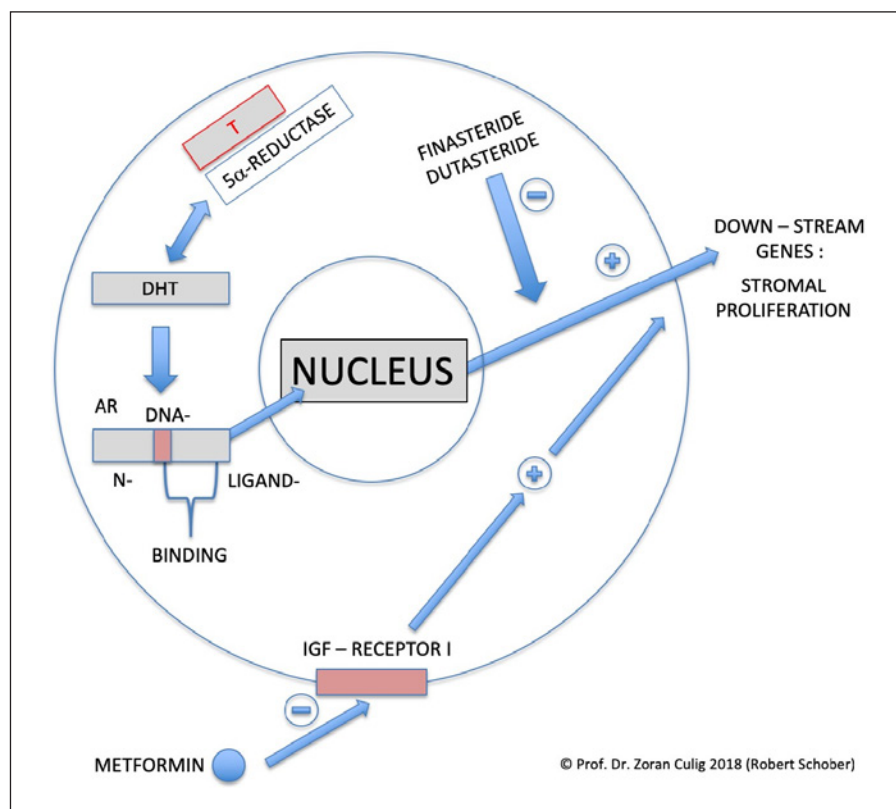 T
5α-REDUCTASE
FINASTERIDE
DUTASTERIDE
DOWN – STREAM
GENES :
STROMAL
PROLIFERATION
DHT
NUCLEUS
AR
DNA-
N-
LIGAND-
BINDING
IGF – RECEPTOR I
METFORMIN
© Prof. Dr. Zoran Culig 2018 (Robert Schober)